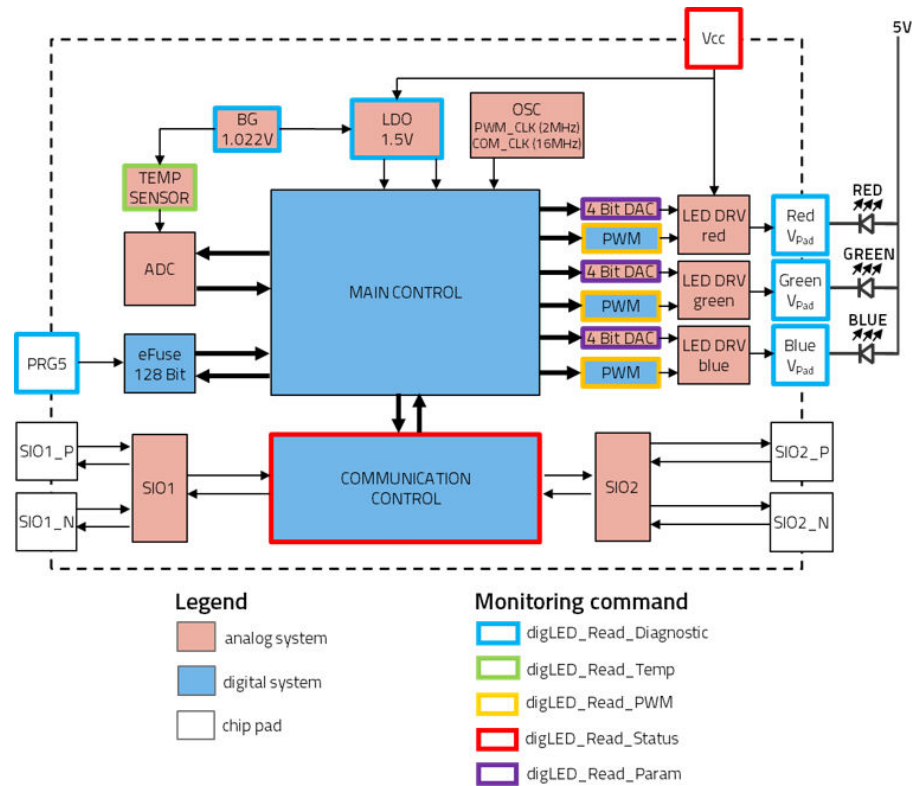 5V
Vcc
BG
1.022V
LDO
1.5V
OSC
PWM_CLK (2MHz)
COM_CLK (16MHz)
TEMP
SENSOR
ADC
MAIN CONTROL
4 Bit DAC
PWM
4 Bit DAC
PWM
4 Bit DAC
PWM
LED DRV
red
LED DRV
green
LED DRV
blue
Red
VPad
Green
VPad
Blue
VPad
RED
GREEN
BLUE
PRG5
eFuse
128 Bit
SIO1_P
SIO1_N
SIO1
COMMUNICATION
CONTROL
SIO2
SIO2_P
SIO2_N
Legend
analog system
digital system
chip pad
Monitoring command
digLED_Read_Diagnostic
digLED_Read_Temp
digLED_Read_PWM
digLED_Read_Status
digLED_Read_Param